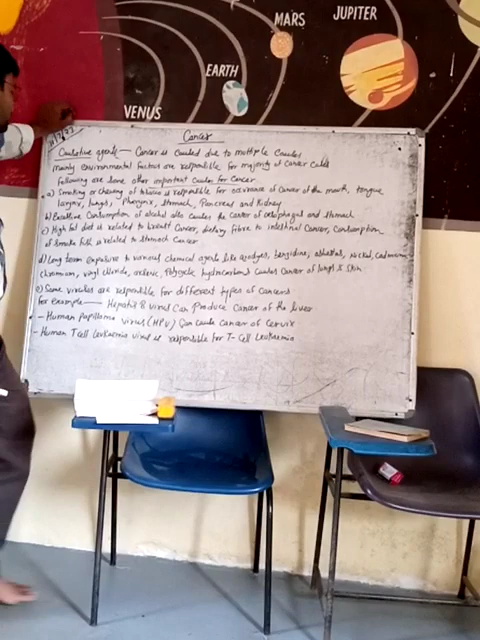 MARS
JUPITER
EARTH
VENUS
Cancer
Causative agents — Cancer is Caused due to multiple Causes
mainly environmental factors are responsible for majority of cancer cases
following are some other important causes for Cancer
a) Smoking or chewing of tobacco is responsible for occurance of Cancer of the mouth, tongue
larynx, lungs, Pharynx, stomach, Pancreas and Kidney
b) Excessive Consumption of alcohal also causes the Cancer of oesophagus and stomach
c) High fat diet is related to breast Cancer, dietary fibre to intestinal Cancer, Consumption
of smoke fish is related to stomach Cancer
d) Long term exposure to various chemical agents like benzidine, asbestos, nickel, cadmium
chromium, vinyl chloride, arsenic, Polycyclic hydrocarbons causes Cancer of lungs & skin
e) Some viruses are responsible for different types of Cancers
for example — Hepatitis B virus Can Produce Cancer of the liver
- Human Papilloma virus (HPV) Can cause cancer of Cervix
- Human T cell Leukaemia virus is responsible for T-Cell Leukaemia